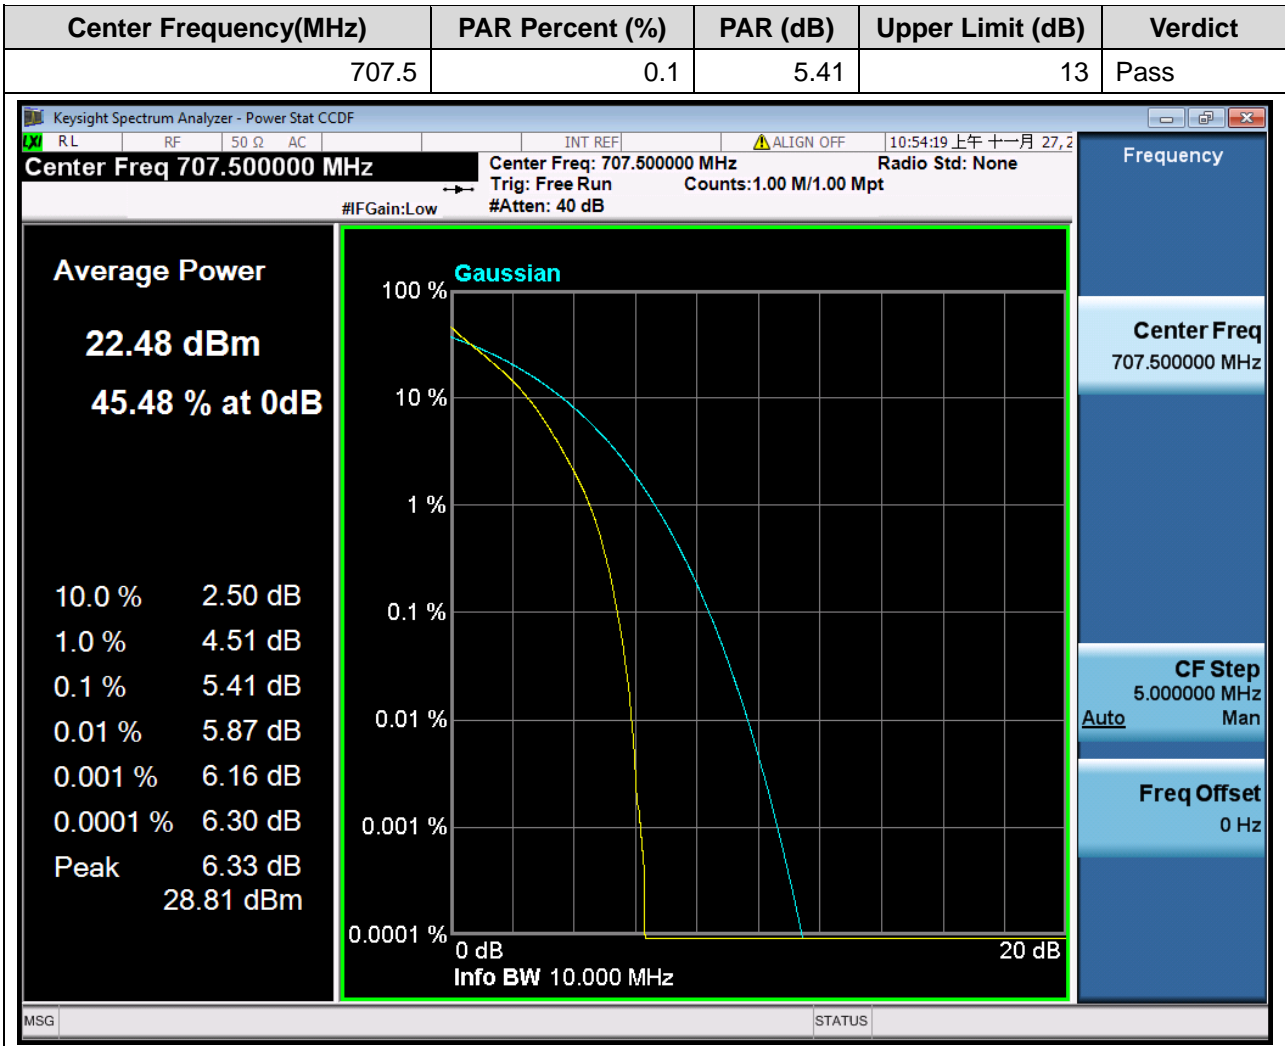 Center Frequency(MHz) PAR Percent (%) PAR (dB) Upper Limit (dB) Verdict
707.5 0.1 5.41 13 Pass
Keysight Spectrum Analyzer - Power Stat CCDF
LXI RL RF 50 Ω AC INT REF ALIGN OFF 10:54:19 上午 十一月 27, 2
Center Freq 707.500000 MHz
Center Freq: 707.500000 MHz Radio Std: None
Trig: Free Run Counts:1.00 M/1.00 Mpt
#IFGain:Low #Atten: 40 dB
Average Power
22.48 dBm
45.48 % at 0dB
10.0 % 2.50 dB
1.0 % 4.51 dB
0.1 % 5.41 dB
0.01 % 5.87 dB
0.001 % 6.16 dB
0.0001 % 6.30 dB
Peak 6.33 dB
28.81 dBm
Gaussian
100 %
10 %
1 %
0.1 %
0.01 %
0.001 %
0.0001 %
0 dB 20 dB
Info BW 10.000 MHz
Frequency
Center Freq
707.500000 MHz
CF Step
5.000000 MHz
Auto Man
Freq Offset
0 Hz
MSG STATUS